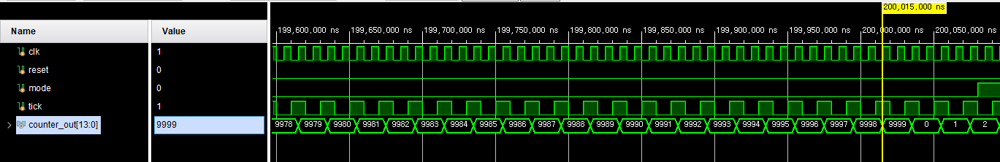 200,015,000 ns
Name Value
199,600,000 ns 199,650,000 ns 199,700,000 ns 199,750,000 ns 199,800,000 ns 199,850,000 ns 199,900,000 ns 199,950,000 ns 200,000,000 ns 200,050,000 ns
clk 1
reset 0
mode 0
tick 1
counter_out[13:0] 9999 9978 9979 9980 9981 9982 9983 9984 9985 9986 9987 9988 9989 9990 9991 9992 9993 9994 9995 9996 9997 9998 9999 0 1 2